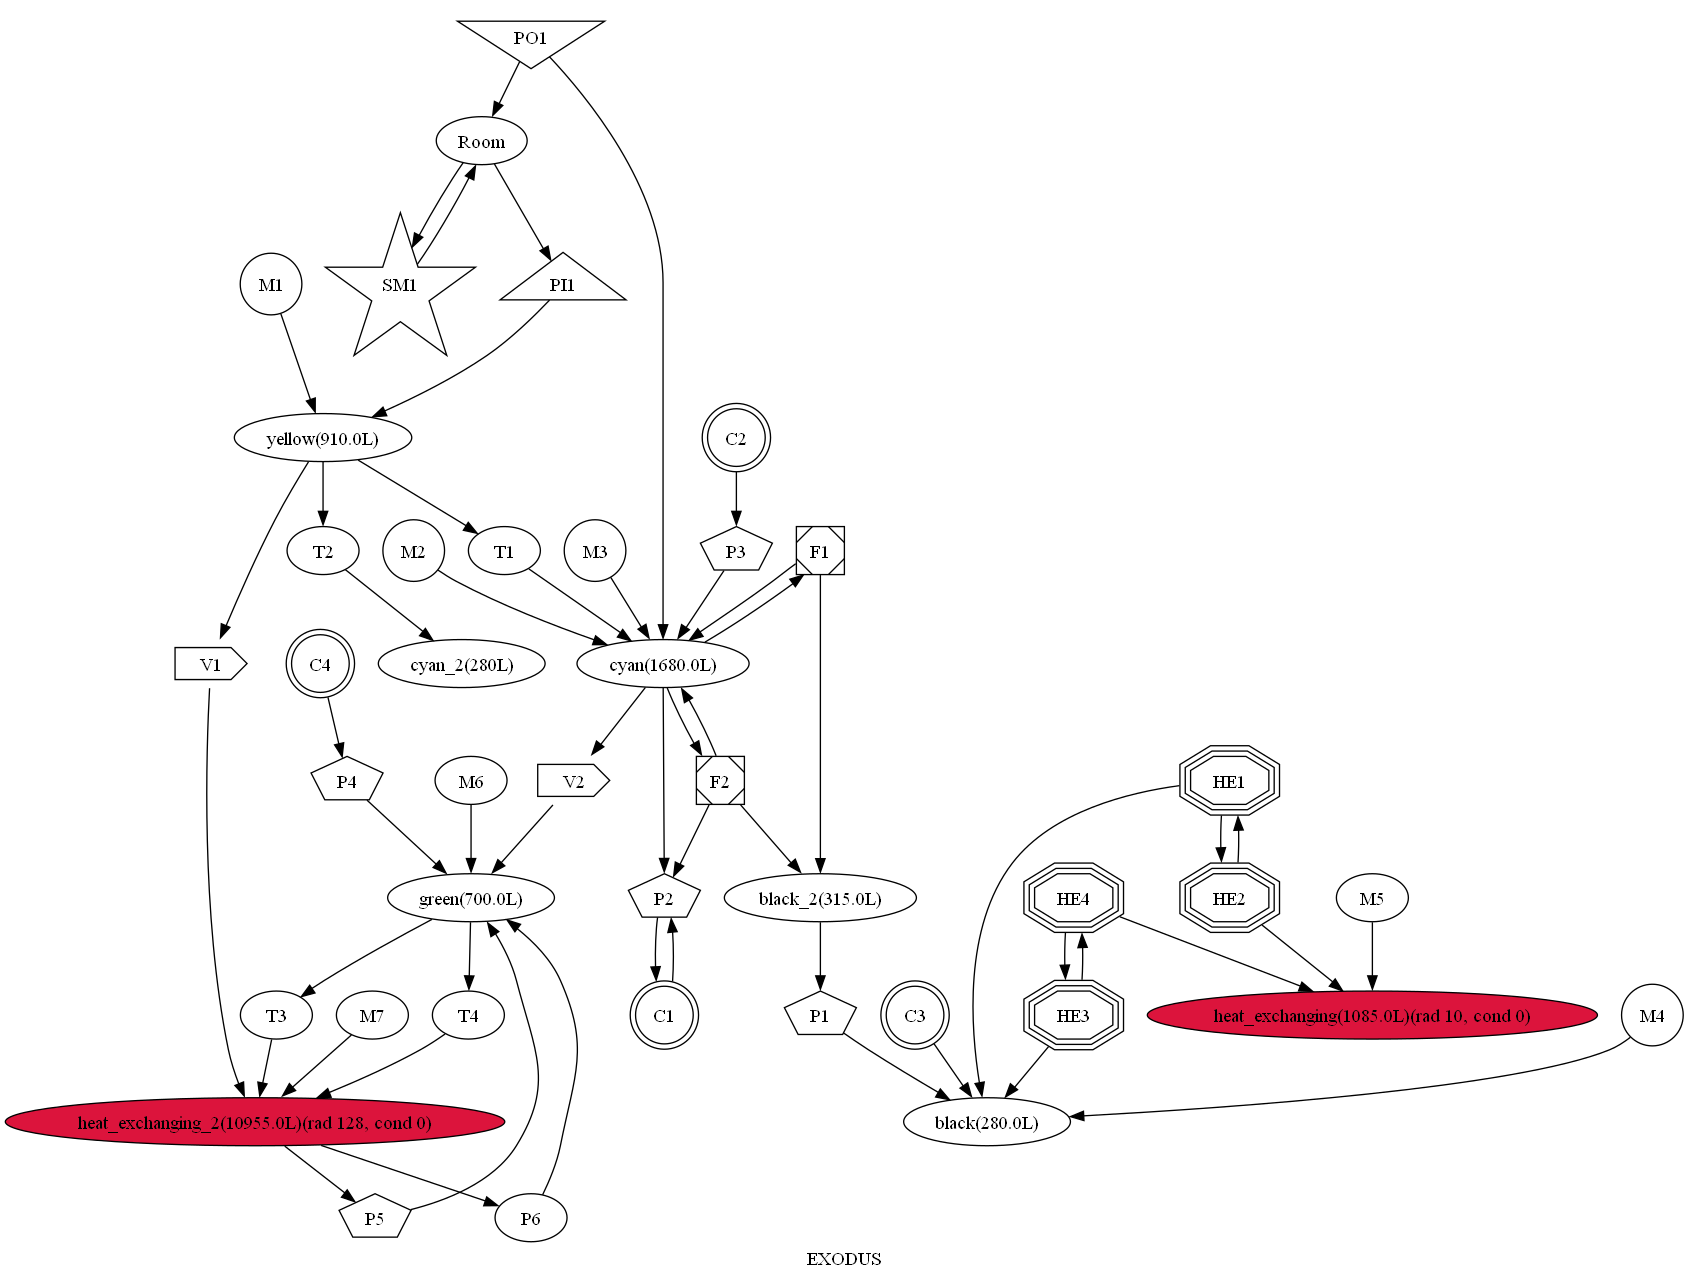 PO1
Room
M1
SM1
PI1
yellow(910.0L)
C2
T2
M2
T1
M3
P3
F1
V1
C4
cyan_2(280L)
cyan(1680.0L)
P4
M6
V2
F2
HE1
green(700.0L)
P2
black_2(315.0L)
HE4
HE2
M5
T3
M7
T4
C1
P1
C3
HE3
heat_exchanging(1085.0L)(rad 10, cond 0)
M4
heat_exchanging_2(10955.0L)(rad 128, cond 0)
black(280.0L)
P5
P6
EXODUS